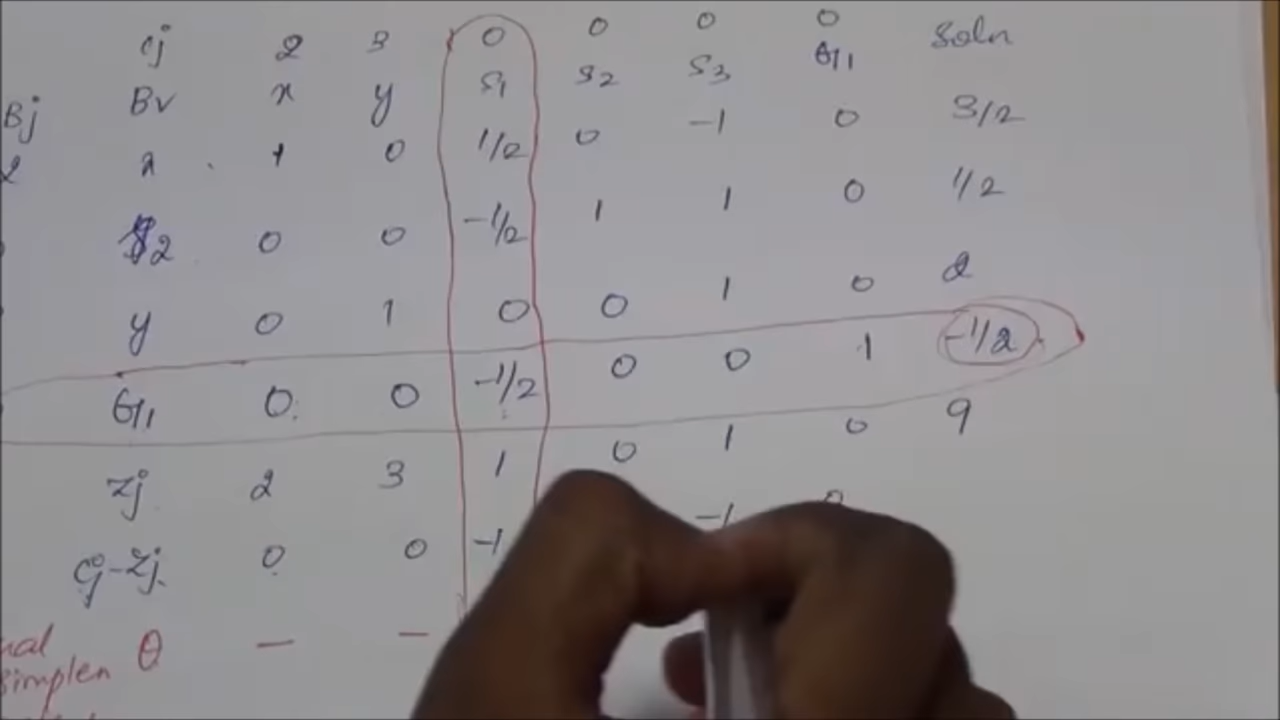 Cj 2 3 0 0 0 0
Bj Bv x y S1 S2 S3 G1 Soln
2 x 1 0 1/2 0 -1 0 3/2
S2 0 0 -1/2 1 1 0 1/2
y 0 1 0 0 1 0 2
G1 0 0 -1/2 0 0 1 -1/2
Zj 2 3 1 0 1 0 9
Cj-Zj 0 0 -1 -1 0
θ — —
simplex